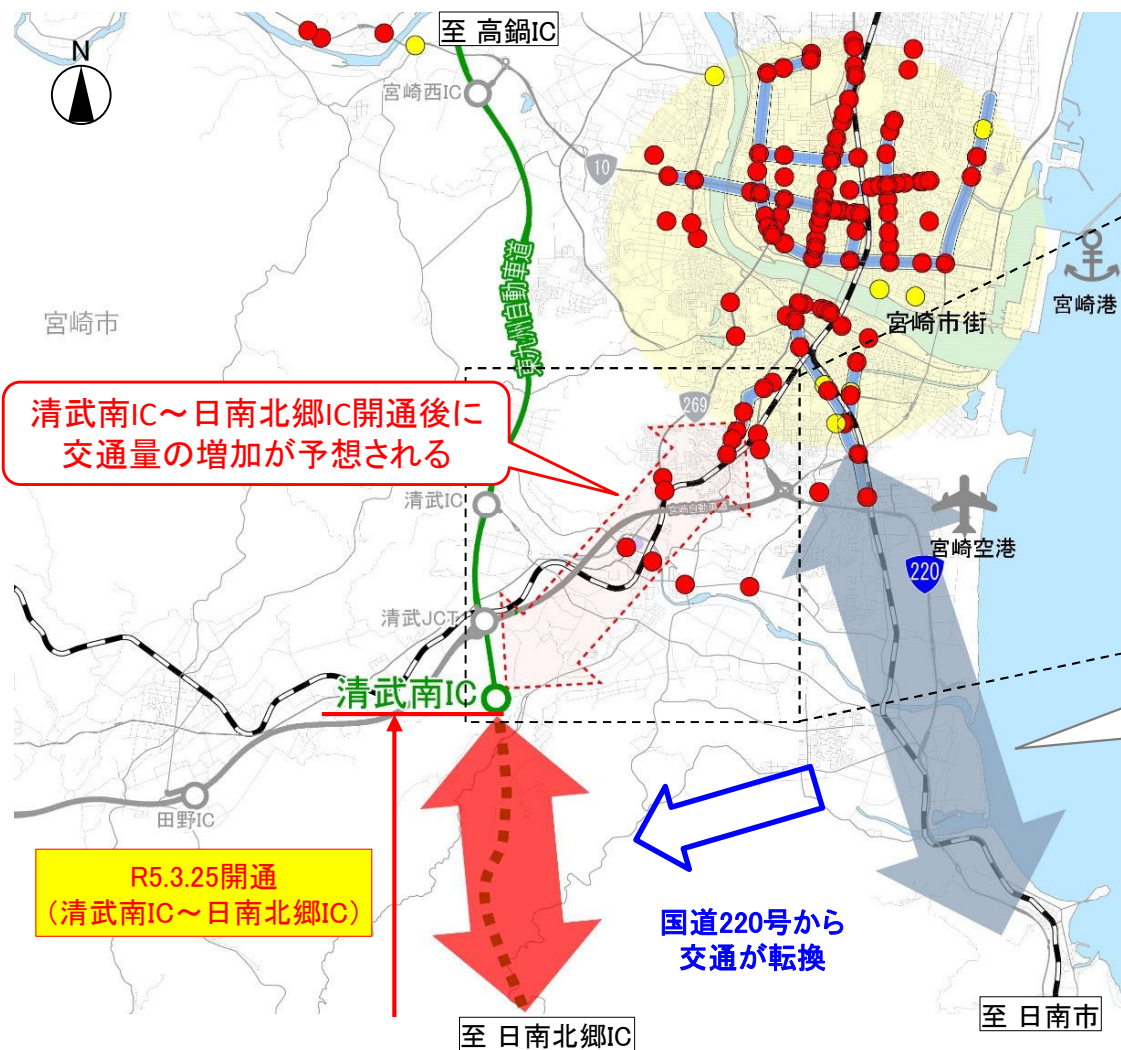 至 高鍋IC
N
宮崎西IC
10
東九州自動車道
宮崎市
宮崎港
宮崎市街
清武南IC～日南北郷IC開通後に
交通量の増加が予想される
269
清武IC
宮崎自動車道
宮崎空港
220
清武JCT
清武南IC
田野IC
R5.3.25開通
（清武南IC～日南北郷IC）
国道220号から
交通が転換
至 日南市
至 日南北郷IC